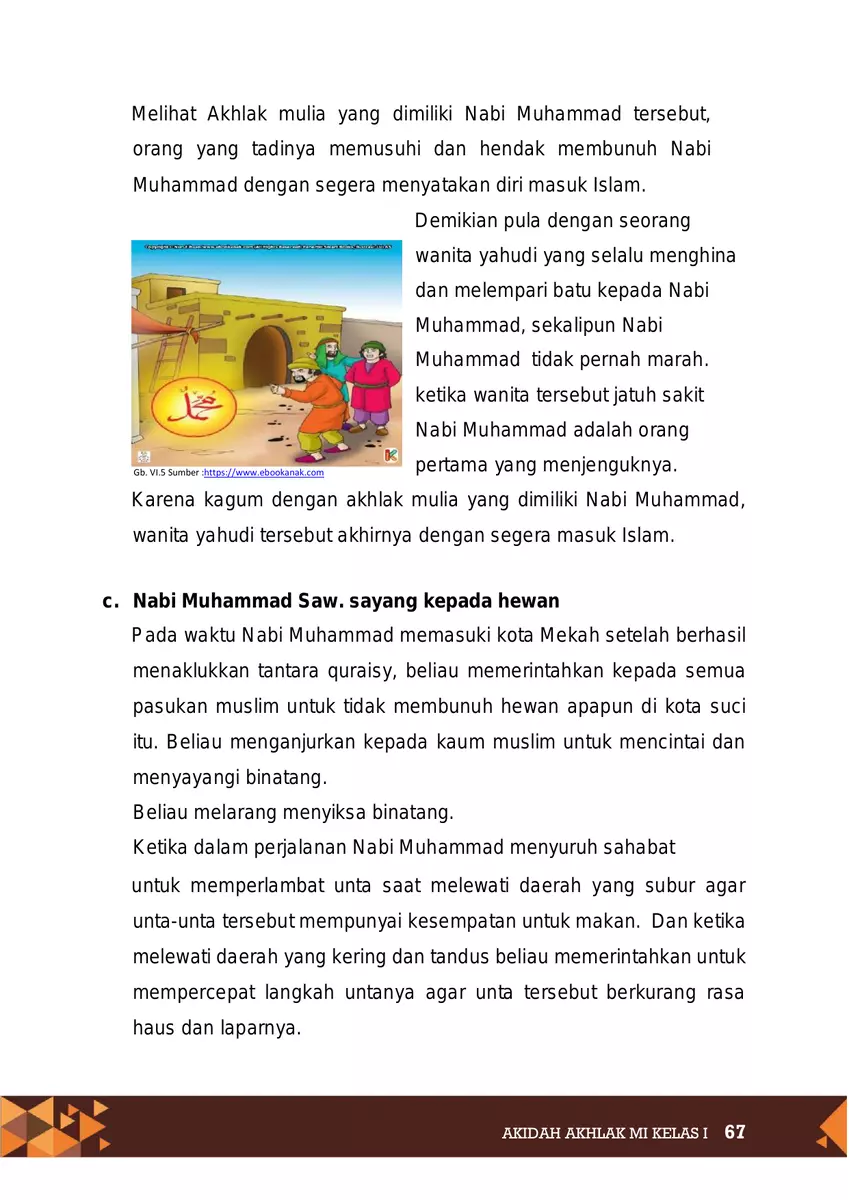 Melihat Akhlak mulia yang dimiliki Nabi Muhammad tersebut,
orang yang tadinya memusuhi dan hendak membunuh Nabi
Muhammad dengan segera menyatakan diri masuk Islam.
Demikian pula dengan seorang
wanita yahudi yang selalu menghina
dan melempari batu kepada Nabi
Muhammad, sekalipun Nabi
Muhammad tidak pernah marah.
ketika wanita tersebut jatuh sakit
Nabi Muhammad adalah orang
pertama yang menjenguknya.
محمد
Gb. VI.5 Sumber :https://www.ebookanak.com
Karena kagum dengan akhlak mulia yang dimiliki Nabi Muhammad,
wanita yahudi tersebut akhirnya dengan segera masuk Islam.
c. Nabi Muhammad Saw. sayang kepada hewan
Pada waktu Nabi Muhammad memasuki kota Mekah setelah berhasil
menaklukkan tantara quraisy, beliau memerintahkan kepada semua
pasukan muslim untuk tidak membunuh hewan apapun di kota suci
itu. Beliau menganjurkan kepada kaum muslim untuk mencintai dan
menyayangi binatang.
Beliau melarang menyiksa binatang.
Ketika dalam perjalanan Nabi Muhammad menyuruh sahabat
untuk memperlambat unta saat melewati daerah yang subur agar
unta-unta tersebut mempunyai kesempatan untuk makan. Dan ketika
melewati daerah yang kering dan tandus beliau memerintahkan untuk
mempercepat langkah untanya agar unta tersebut berkurang rasa
haus dan laparnya.
AKIDAH AKHLAK MI KELAS I 67